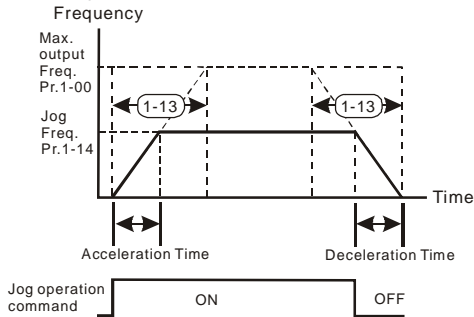 Frequency
Max.
output
Freq.
Pr.1-00
1-13
1-13
Jog
Freq.
Pr.1-14
Time
Acceleration Time
Deceleration Time
Jog operation
command
ON
OFF